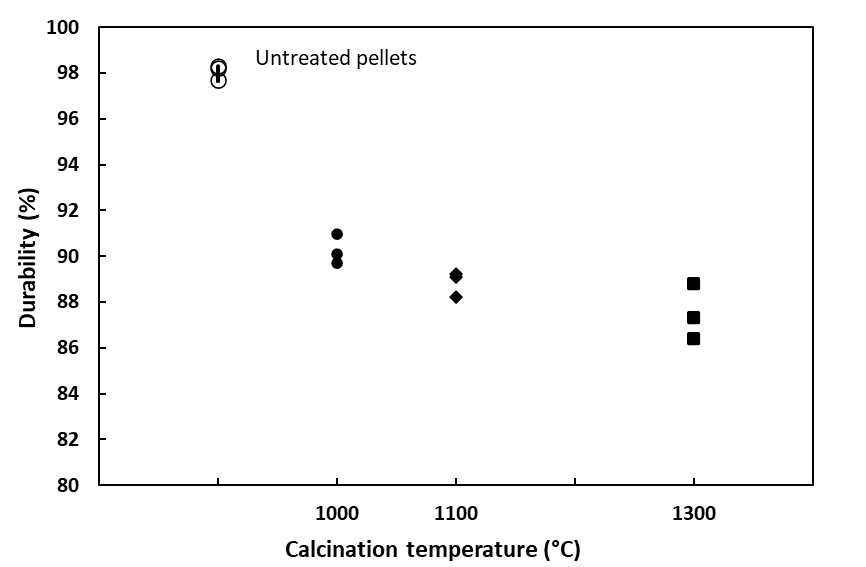 100
98
96
94
92
90
88
86
84
82
80
Untreated pellets
Durability (%)
1000 1100 1300
Calcination temperature (°C)